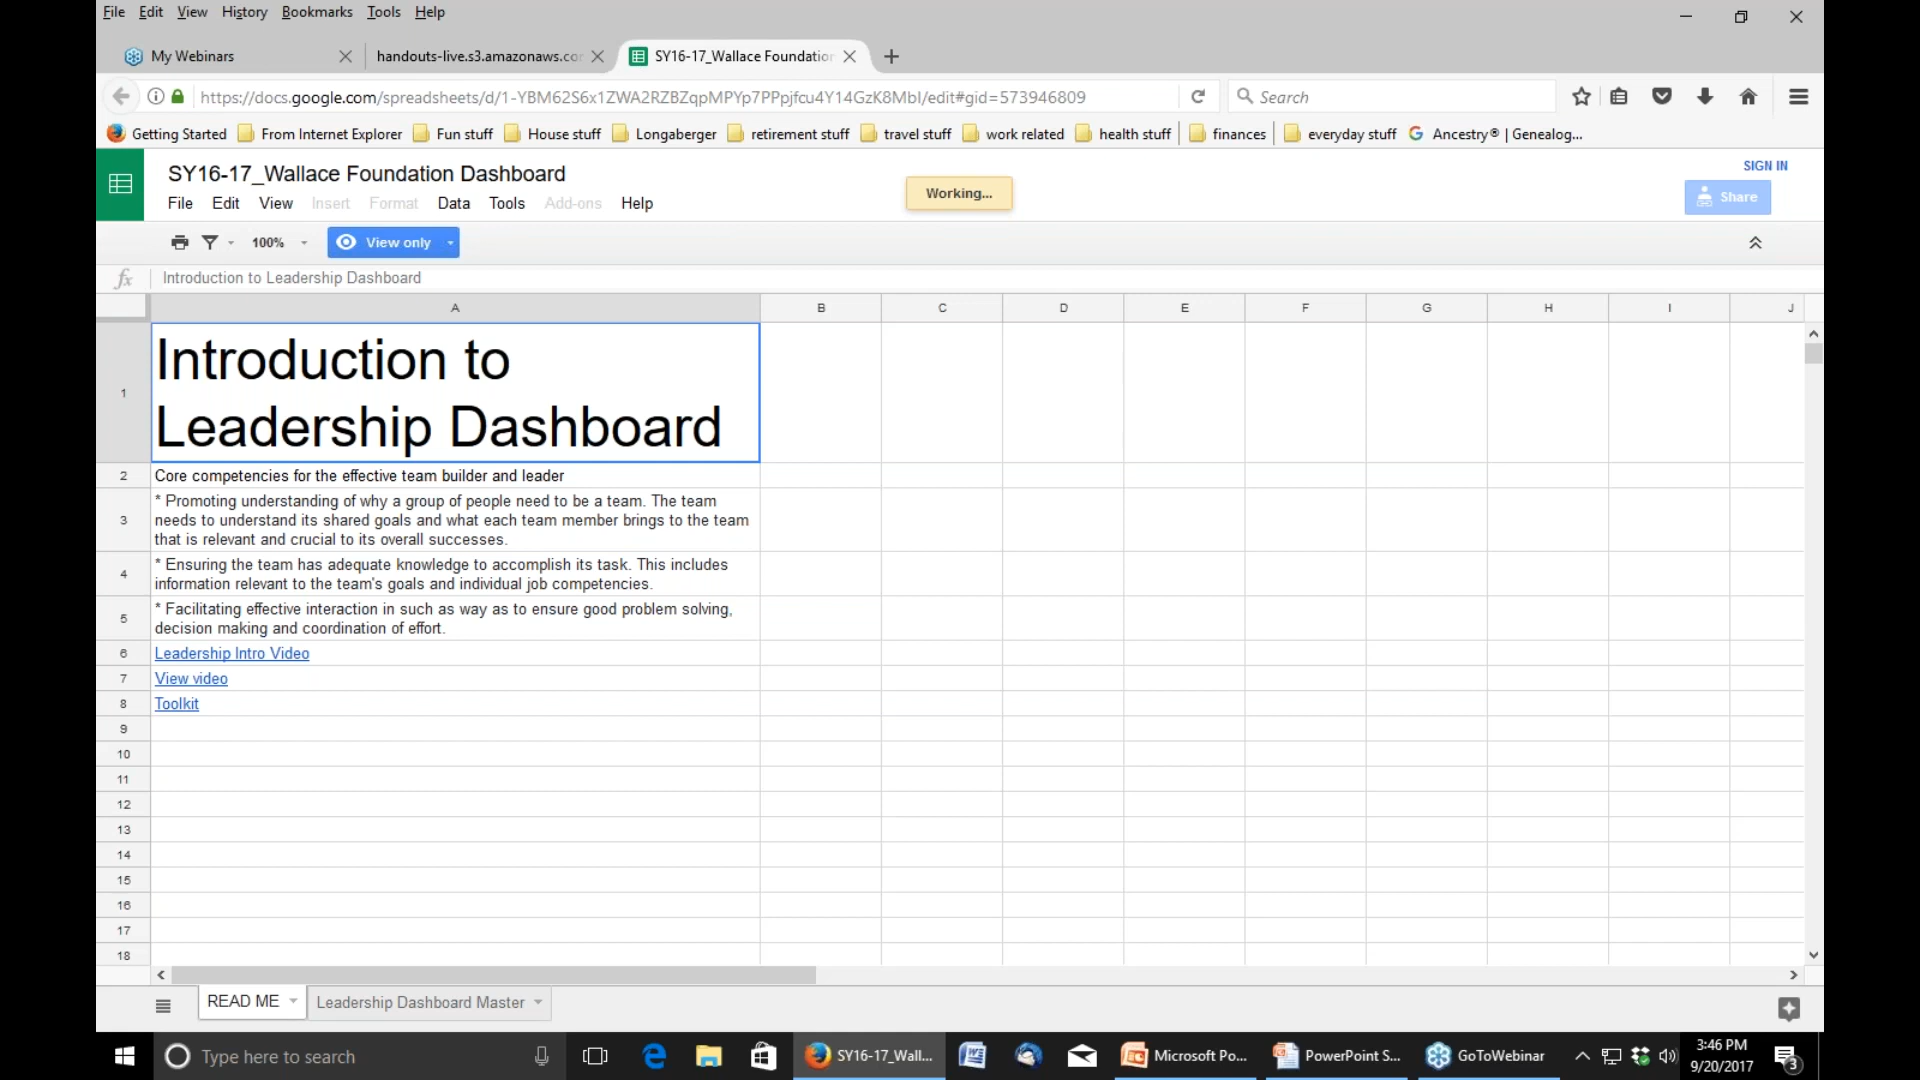 File Edit View History Bookmarks Tools Help
My Webinars
handouts-live.s3.amazonaws.co
SY16-17_Wallace Foundation
https://docs.google.com/spreadsheets/d/1-YBM62S6x1ZWA2RZBZqpMPYp7PPpjfcu4Y14GzK8MbI/edit#gid=573946809
Search
Getting Started From Internet Explorer Fun stuff House stuff Longaberger retirement stuff travel stuff work related health stuff finances everyday stuff Ancestry® | Genealog...
SY16-17_Wallace Foundation Dashboard
SIGN IN
File Edit View Insert Format Data Tools Add-ons Help
Working...
Share
100% View only
fx Introduction to Leadership Dashboard
A B C D E F G H I J
1 Introduction to
Leadership Dashboard
2 Core competencies for the effective team builder and leader
3 * Promoting understanding of why a group of people need to be a team. The team
needs to understand its shared goals and what each team member brings to the team
that is relevant and crucial to its overall successes.
4 * Ensuring the team has adequate knowledge to accomplish its task. This includes
information relevant to the team's goals and individual job competencies.
5 * Facilitating effective interaction in such as way as to ensure good problem solving,
decision making and coordination of effort.
6 Leadership Intro Video
7 View video
8 Toolkit
9
10
11
12
13
14
15
16
17
18
READ ME Leadership Dashboard Master
Type here to search
SY16-17_Wall...
Microsoft Po...
PowerPoint S...
GoToWebinar
3:46 PM
9/20/2017
3